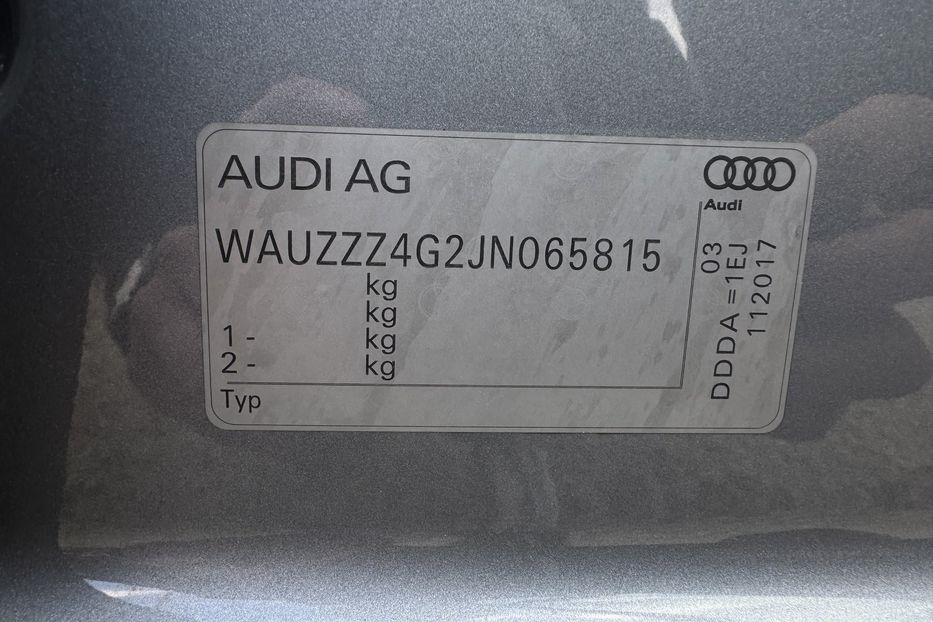 AUDI AG
Audi
WAUZZZ4G2JN065815
kg
kg
1 - kg
2 - kg
Typ
03
DDDA =1EJ
112017